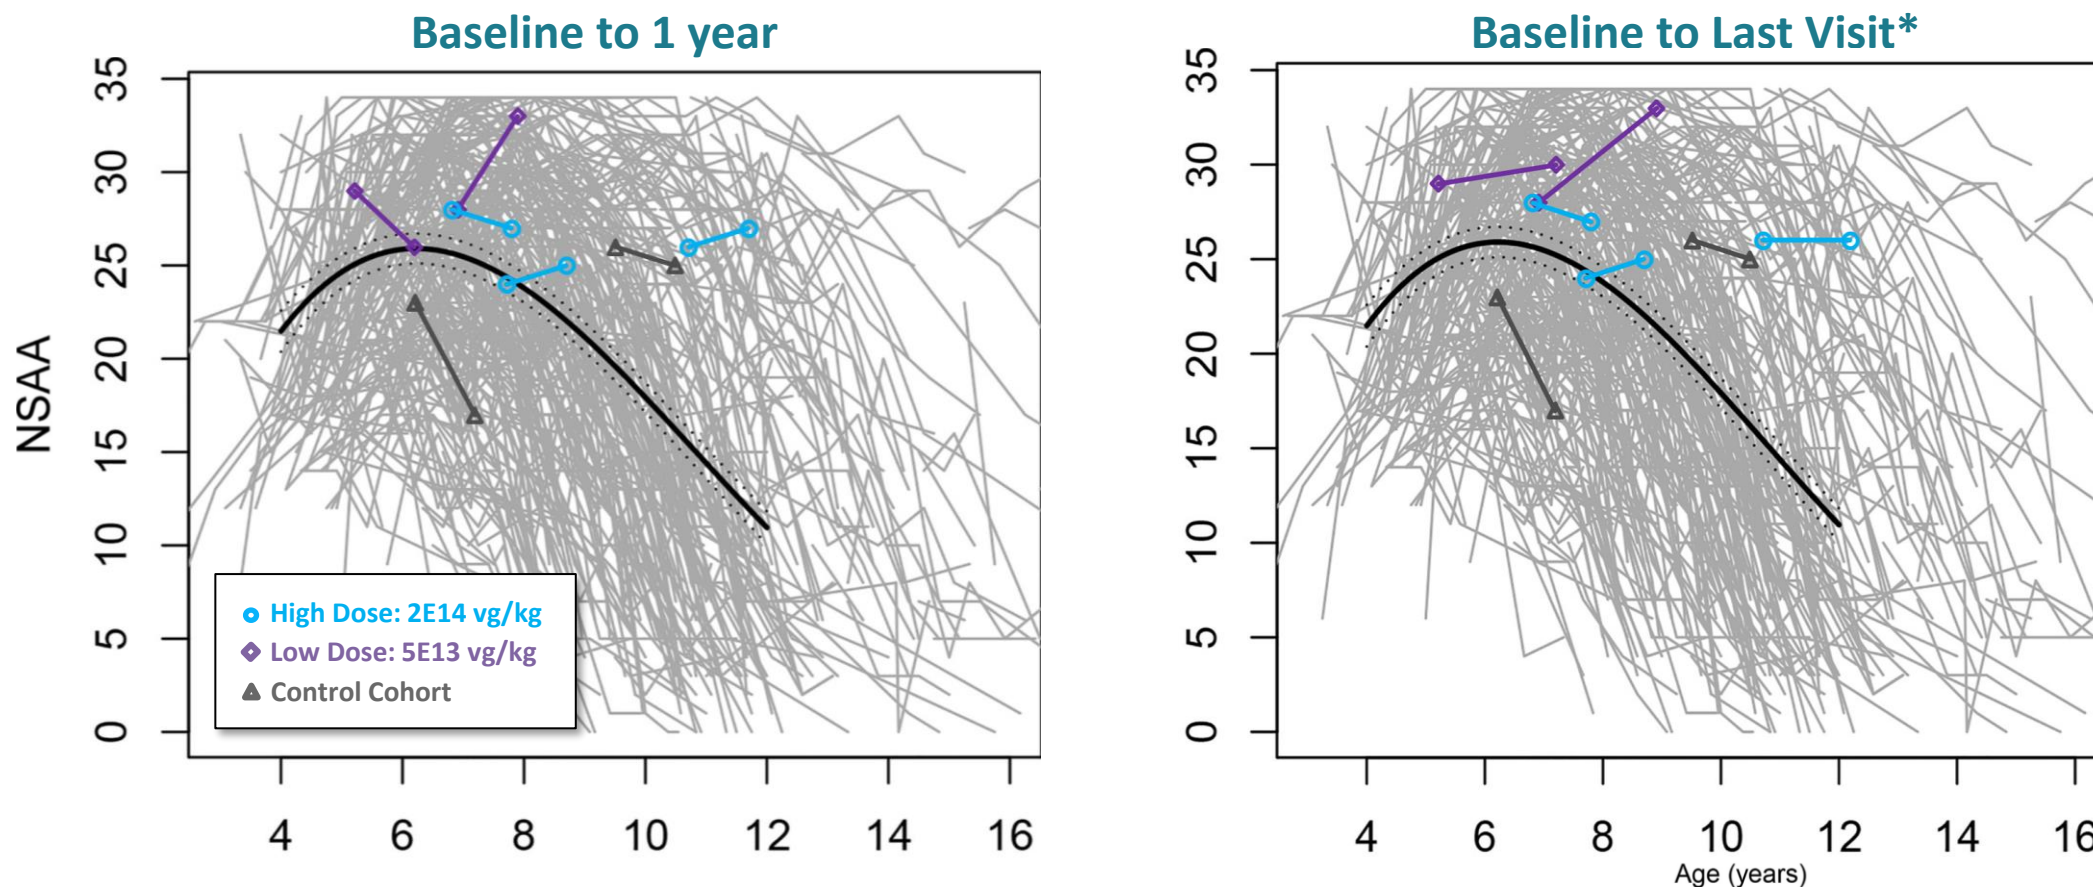 Baseline to 1 year
NSAA
35
30
25
20
15
10
5
0
High Dose: 2E14 vg/kg
Low Dose: 5E13 vg/kg
Control Cohort
4 6 8 10 12 14 16
Baseline to Last Visit*
35
30
25
20
15
10
5
0
4 6 8 10 12 14 16
Age (years)